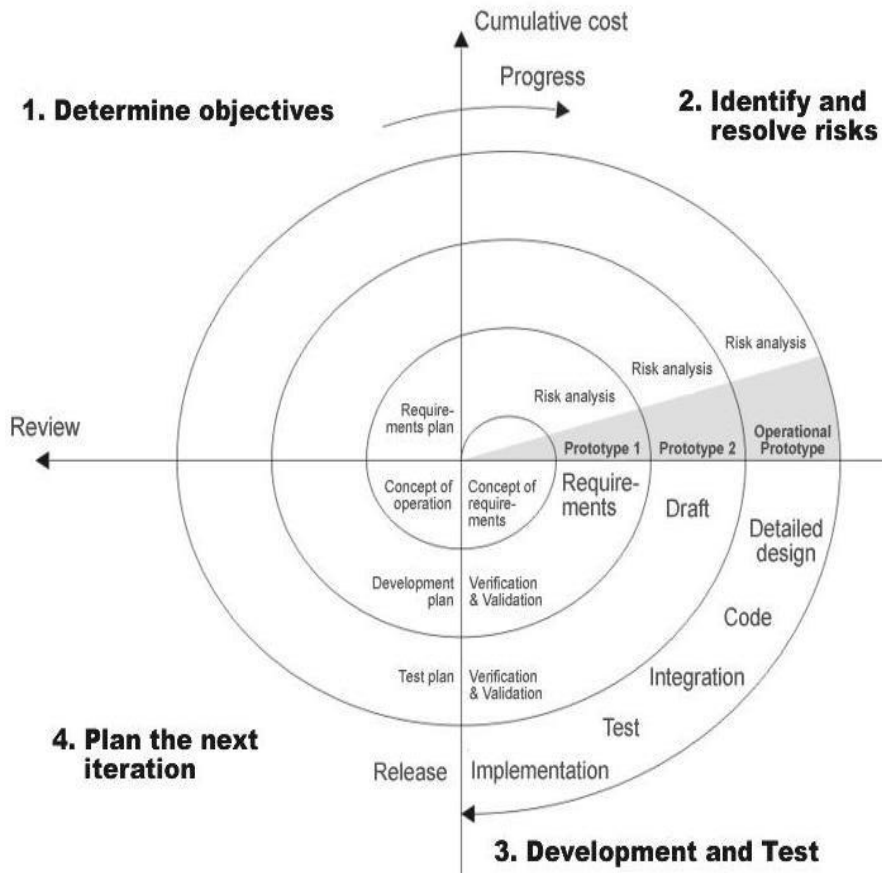 Cumulative cost
Progress
1. Determine objectives
2. Identify and
resolve risks
Risk analysis
Risk analysis
Risk analysis
Require-
ments plan
Review
Prototype 1
Prototype 2
Operational
Prototype
Concept of
operation
Concept of
require-
ments
Require-
ments
Draft
Detailed
design
Development
plan
Verification
& Validation
Code
Test plan
Verification
& Validation
Integration
Test
4. Plan the next
iteration
Release
Implementation
3. Development and Test